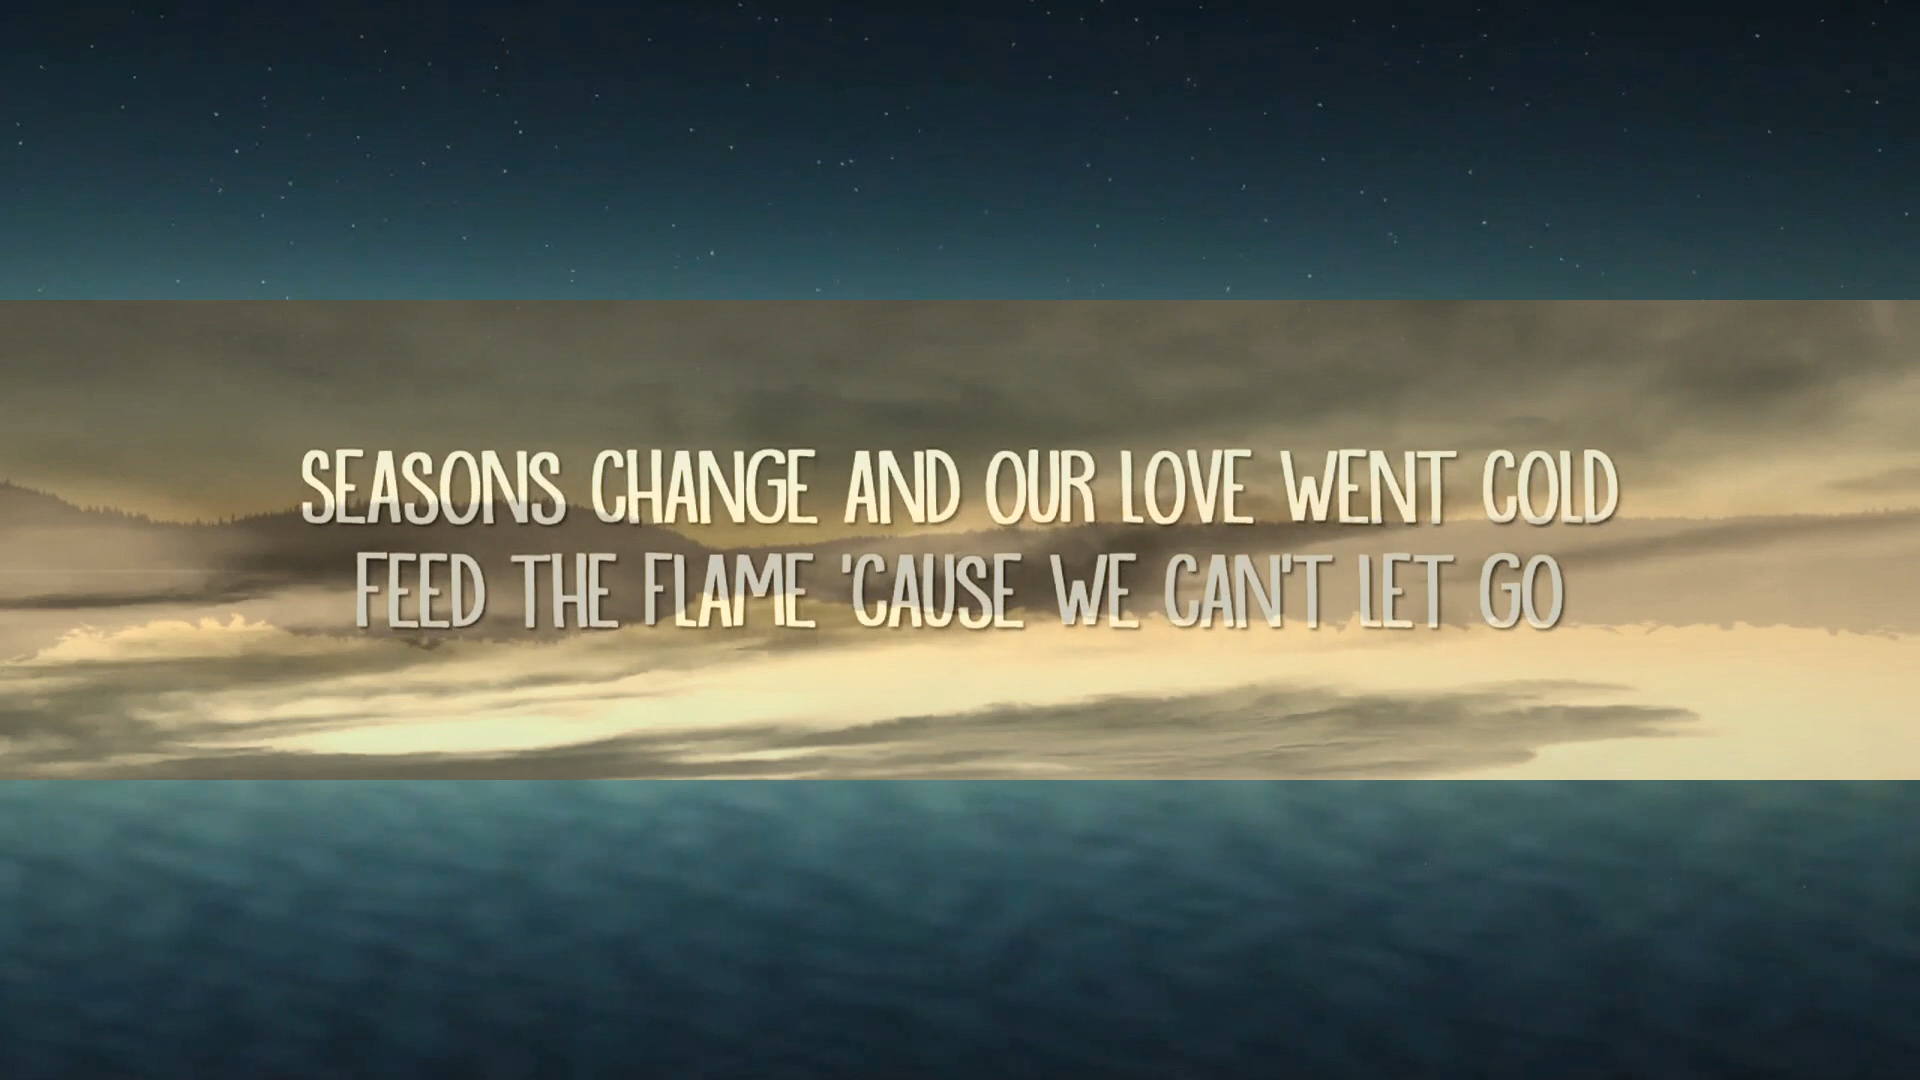 SEASONS CHANGE AND OUR LOVE WENT COLD
FEED THE FLAME 'CAUSE WE CAN'T LET GO